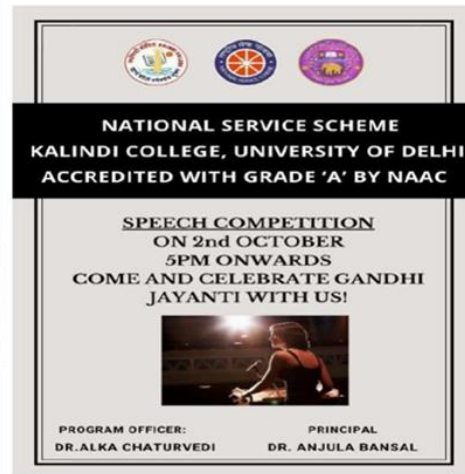 NATIONAL SERVICE SCHEME
KALINDI COLLEGE, UNIVERSITY OF DELHI
ACCREDITED WITH GRADE ‘A’ BY NAAC
SPEECH COMPETITION
ON 2nd OCTOBER
5PM ONWARDS
COME AND CELEBRATE GANDHI
JAYANTI WITH US!
PROGRAM OFFICER:
PRINCIPAL
DR.ALKA CHATURVEDI
DR. ANJULA BANSAL